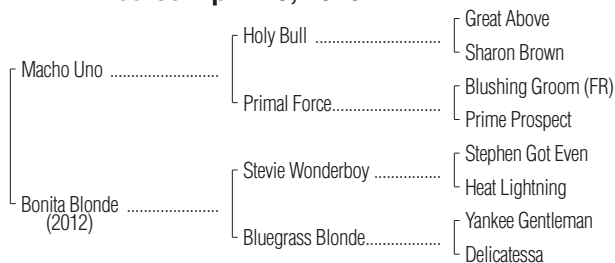 Great Above
Holy Bull
Sharon Brown
Macho Uno
Blushing Groom (FR)
Primal Force
Prime Prospect
Stephen Got Even
Stevie Wonderboy
Heat Lightning
Bonita Blonde
(2012)
Yankee Gentleman
Bluegrass Blonde
Delicatessa